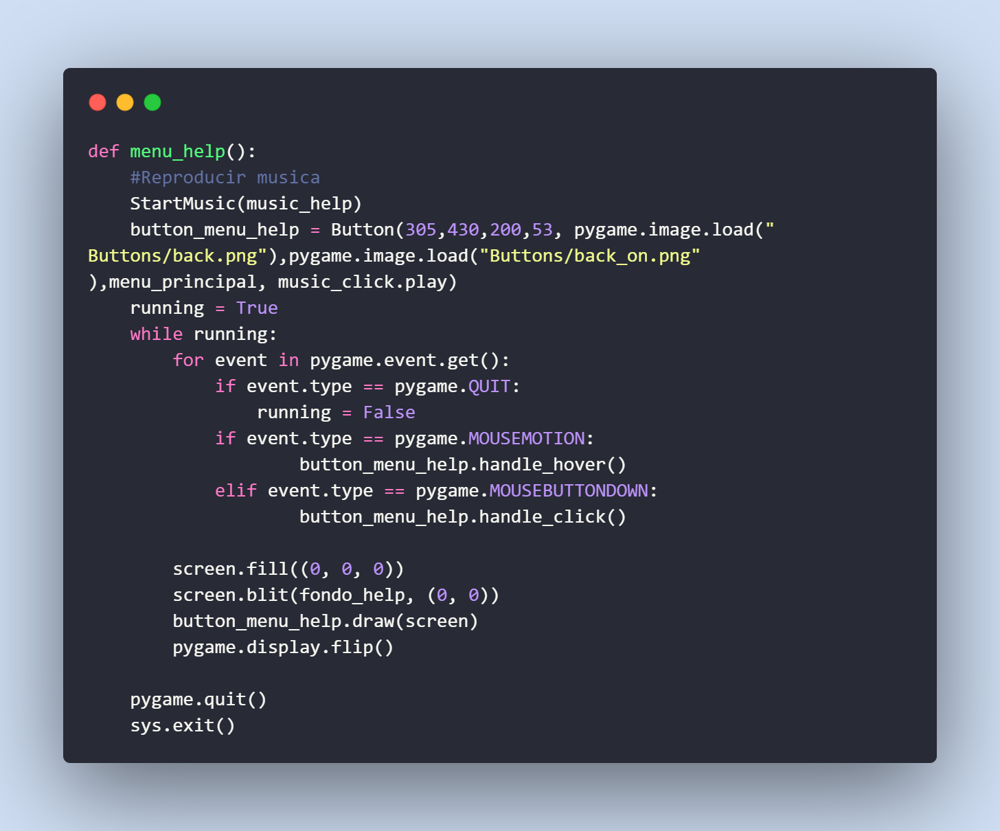 def menu_help():
    #Reproducir musica
    StartMusic(music_help)
    button_menu_help = Button(305,430,200,53, pygame.image.load("
Buttons/back.png"),pygame.image.load("Buttons/back_on.png"
),menu_principal, music_click.play)
    running = True
    while running:
        for event in pygame.event.get():
            if event.type == pygame.QUIT:
                running = False
            if event.type == pygame.MOUSEMOTION:
                    button_menu_help.handle_hover()
            elif event.type == pygame.MOUSEBUTTONDOWN:
                    button_menu_help.handle_click()

        screen.fill((0, 0, 0))
        screen.blit(fondo_help, (0, 0))
        button_menu_help.draw(screen)
        pygame.display.flip()

    pygame.quit()
    sys.exit()